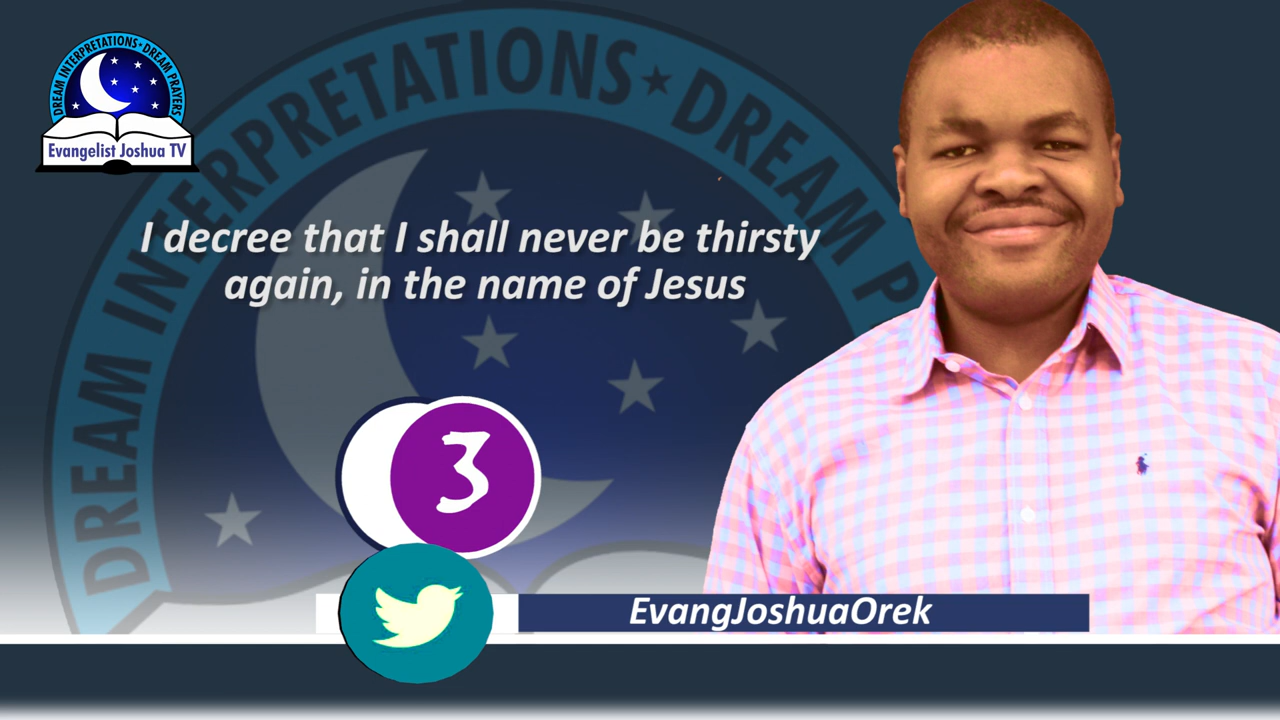 DREAM INTERPRETATIONS★DREAM PRAYERS
Evangelist Joshua TV
DREAM INTERPRETATIONS★DREAM P
I decree that I shall never be thirsty
again, in the name of Jesus
3
EvangJoshuaOrek